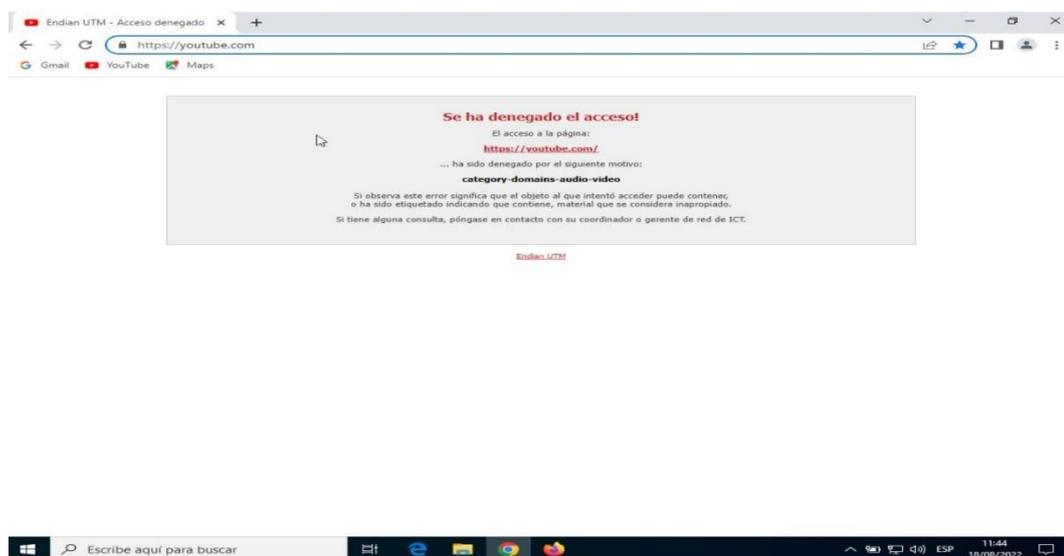 Endian UTM - Acceso denegado
https://youtube.com
Gmail YouTube Maps
Se ha denegado el acceso!
El acceso a la página:
https://youtube.com/
... ha sido denegado por el siguiente motivo:
category-domains-audio-video
Si observa este error significa que el objeto al que intentó acceder puede contener,
o ha sido etiquetado indicando que contiene, material que se considera inapropiado.
Si tiene alguna consulta, póngase en contacto con su coordinador o gerente de red de ICT.
Endian UTM
Escribe aquí para buscar
ESP
11:44
18/08/2022